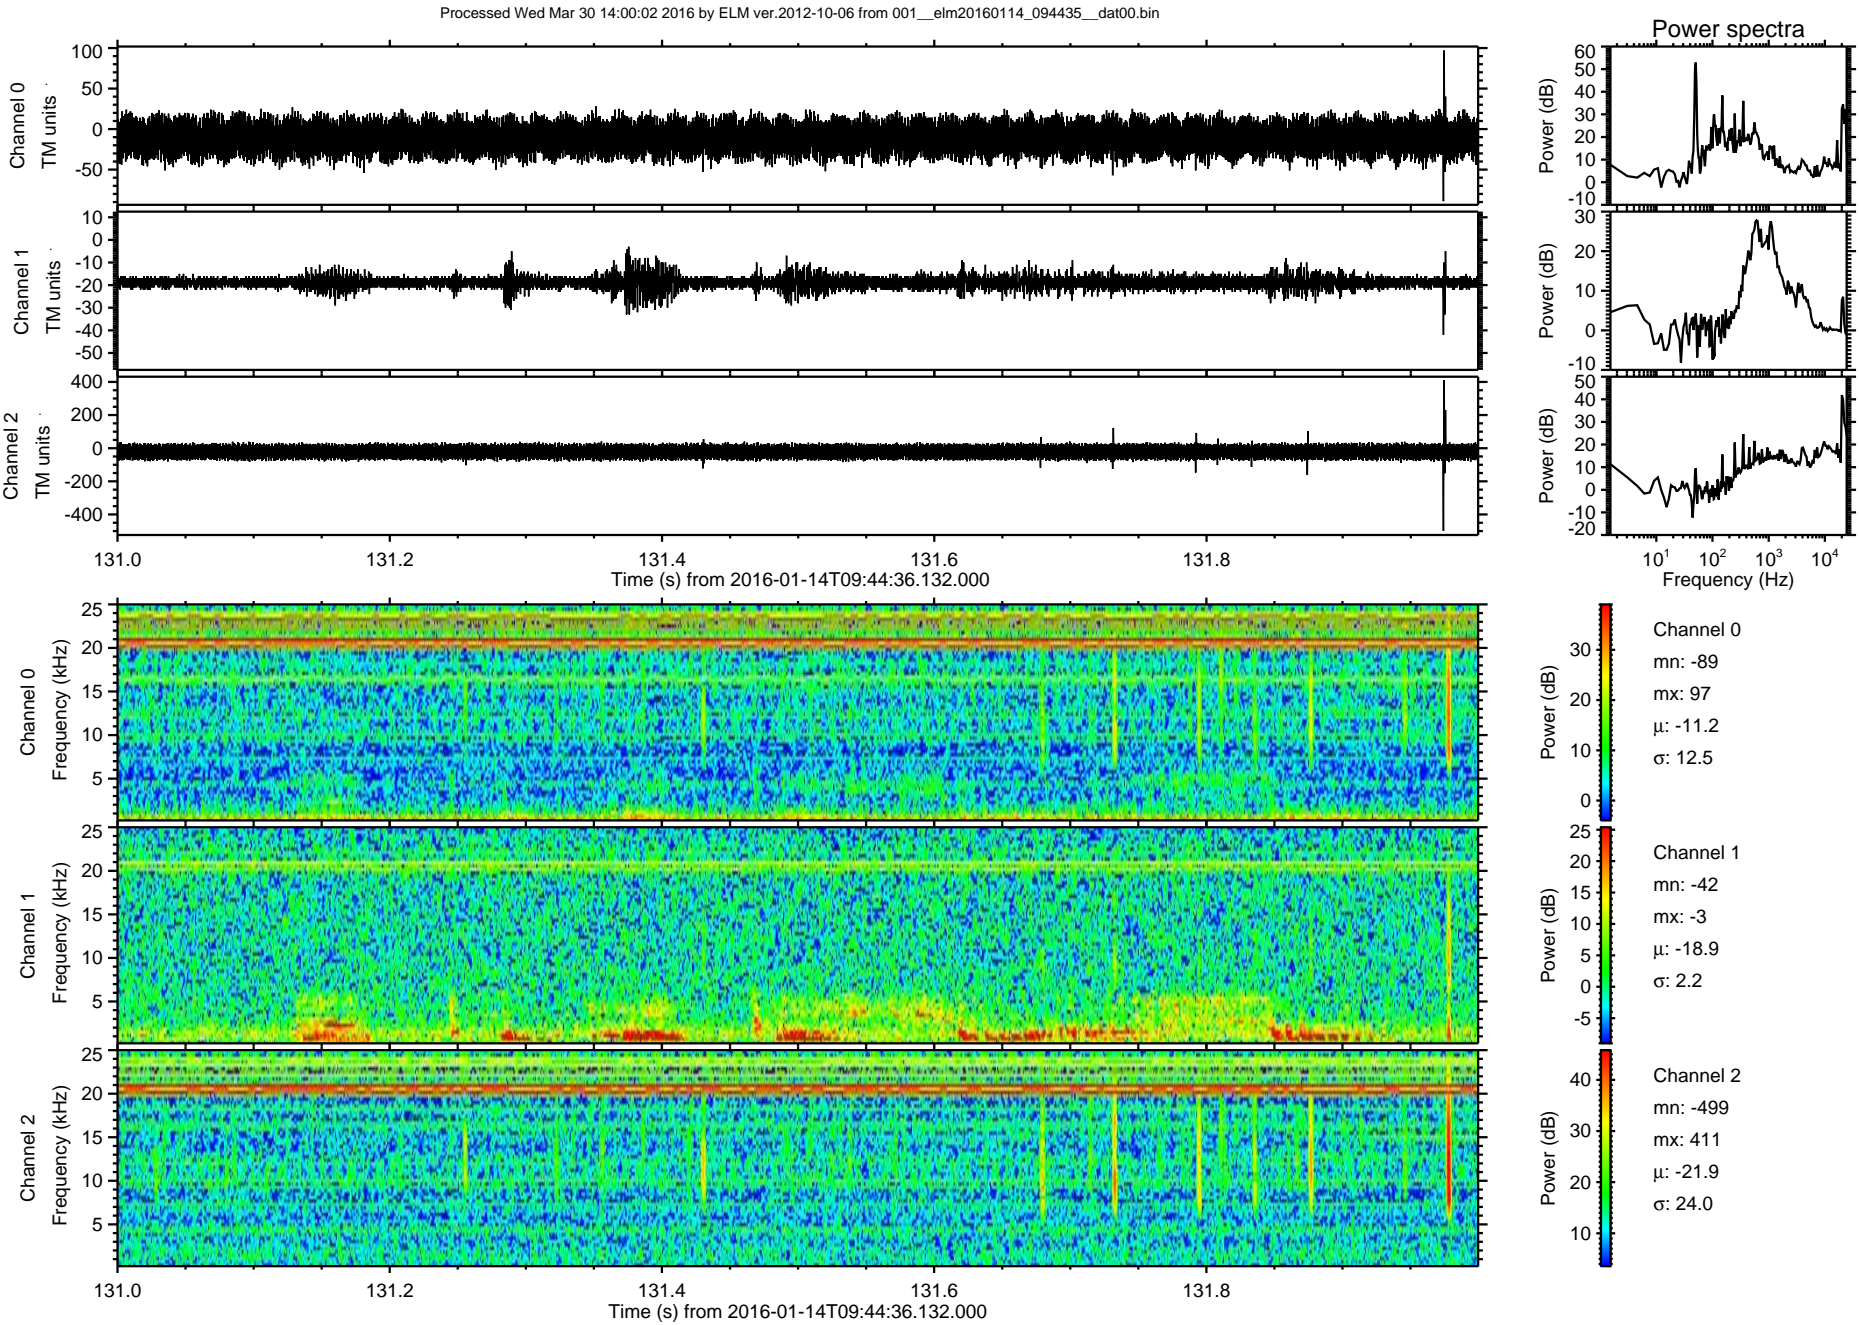 Processed Wed Mar 30 14:00:02 2016 by ELM ver.2012-10-06 from 001__elm20160114_094435__dat00.bin
Power spectra
Channel 0
TM units
100
50
0
-50
Power (dB)
60
50
40
30
20
10
0
-10
Channel 1
TM units
10
0
-10
-20
-30
-40
-50
Power (dB)
30
20
10
0
-10
Channel 2
TM units
400
200
0
-200
-400
Power (dB)
50
40
30
20
10
0
-10
-20
131.0 131.2 131.4 131.6 131.8
Time (s) from 2016-01-14T09:44:36.132.000
10¹ 10² 10³ 10⁴
Frequency (Hz)
Channel 0
Frequency (kHz)
25
20
15
10
5
Power (dB)
30
20
10
0
Channel 0
mn: -89
mx: 97
μ: -11.2
σ: 12.5
Channel 1
Frequency (kHz)
25
20
15
10
5
Power (dB)
25
20
15
10
5
0
-5
Channel 1
mn: -42
mx: -3
μ: -18.9
σ: 2.2
Channel 2
Frequency (kHz)
25
20
15
10
5
Power (dB)
40
30
20
10
Channel 2
mn: -499
mx: 411
μ: -21.9
σ: 24.0
131.0 131.2 131.4 131.6 131.8
Time (s) from 2016-01-14T09:44:36.132.000